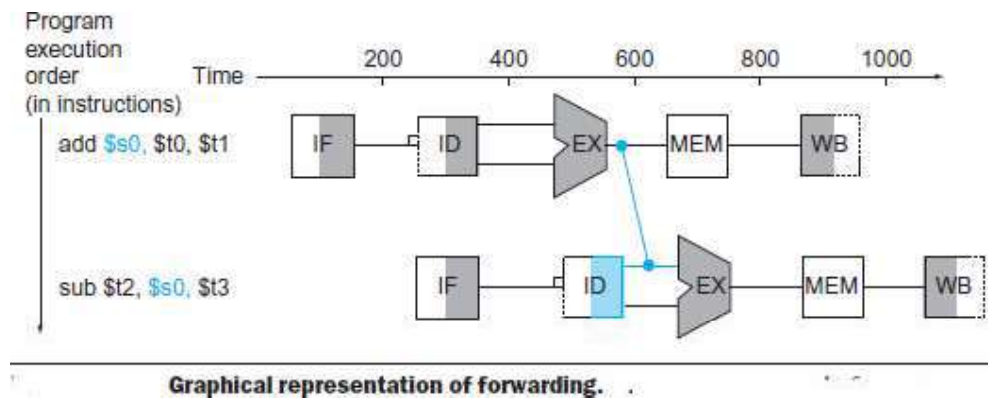 Program
execution
order
(in instructions)
Time
200 400 600 800 1000
add $s0, $t0, $t1
IF ID EX MEM WB
sub $t2, $s0, $t3
IF ID EX MEM WB
Graphical representation of forwarding.